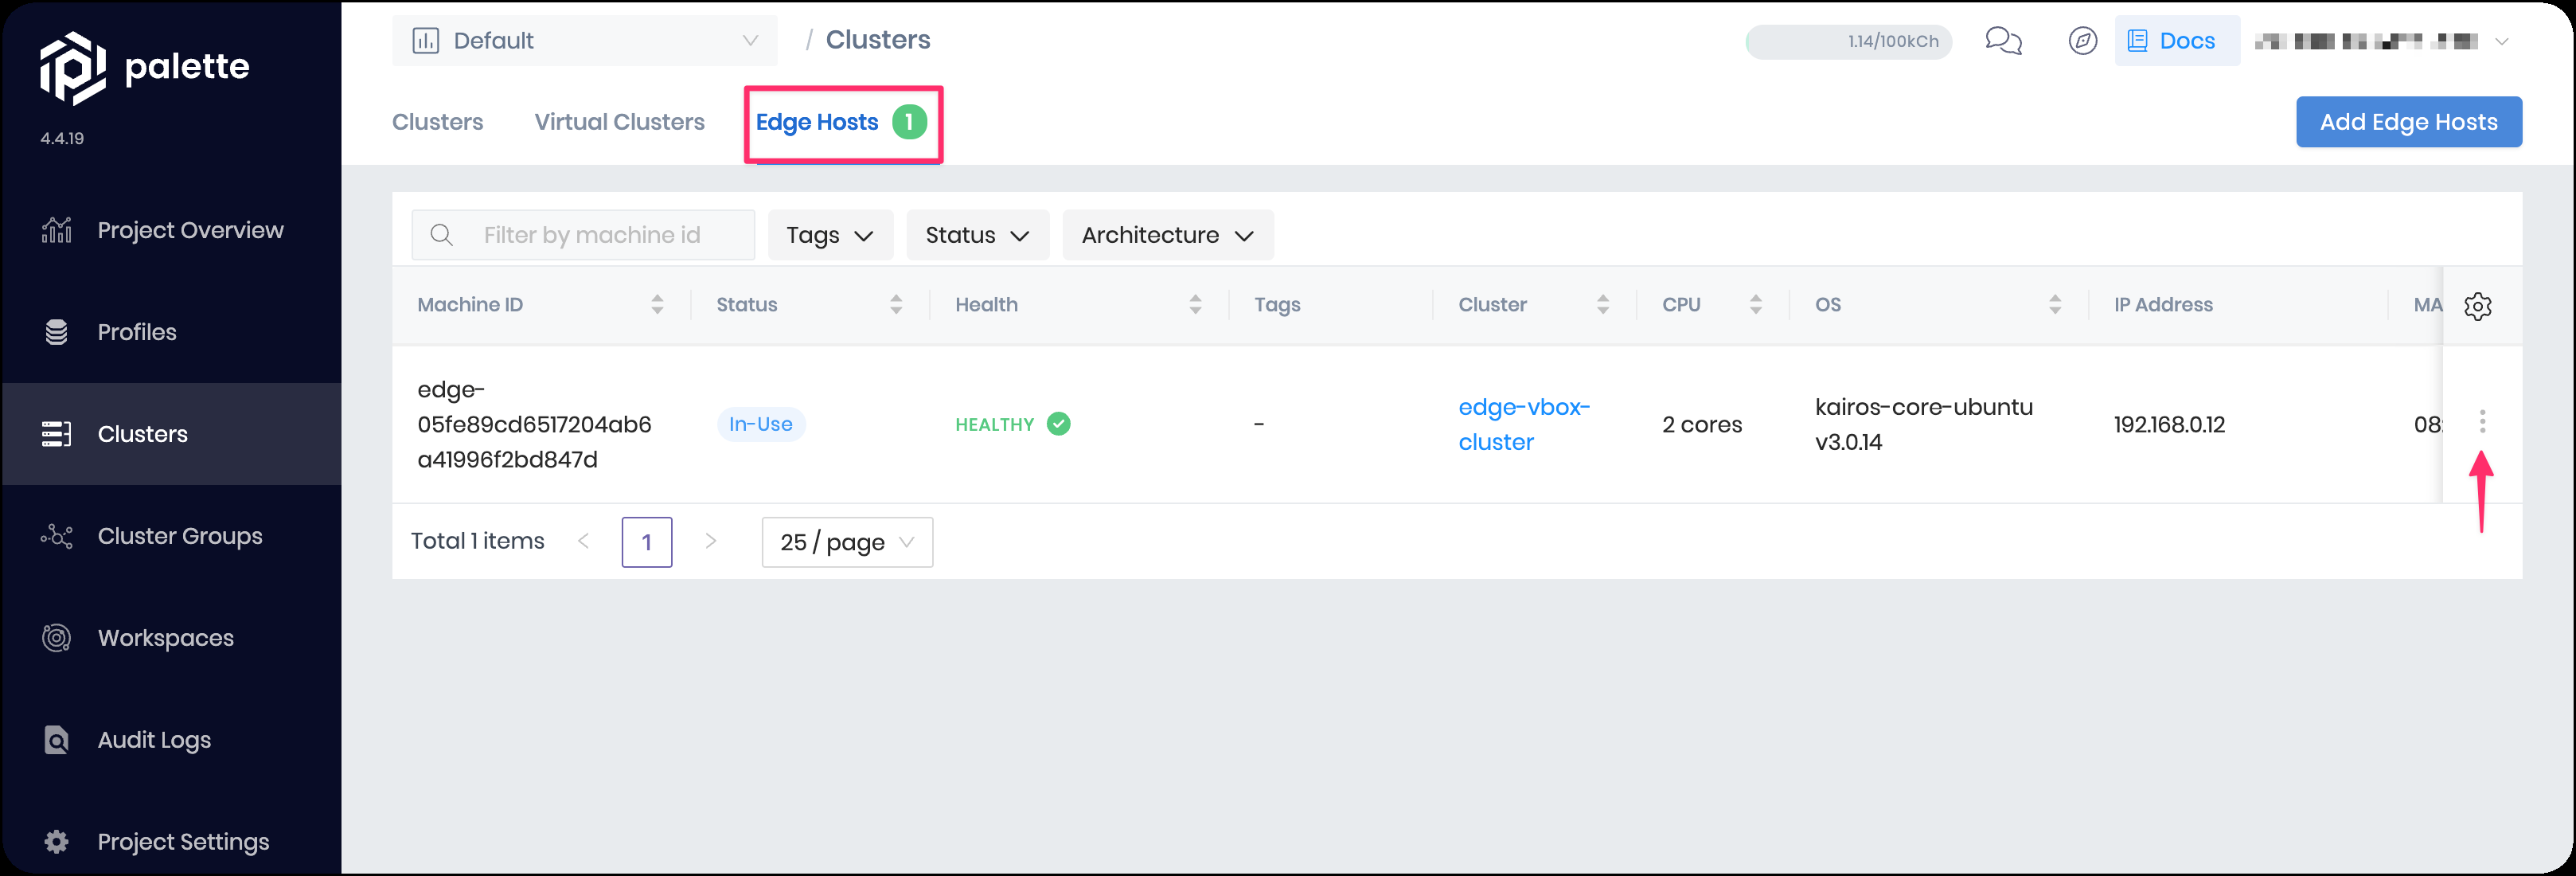 palette
4.4.19
Project Overview
Profiles
Clusters
Cluster Groups
Workspaces
Audit Logs
Project Settings
Default / Clusters
1.14/100kCh
Docs
Clusters Virtual Clusters Edge Hosts 1
Add Edge Hosts
Filter by machine id Tags Status Architecture
Machine ID Status Health Tags Cluster CPU OS IP Address MA
edge-
05fe89cd6517204ab6
a41996f2bd847d
In-Use
HEALTHY
-
edge-vbox-
cluster
2 cores
kairos-core-ubuntu
v3.0.14
192.168.0.12
08:
Total 1 items < 1 > 25 / page